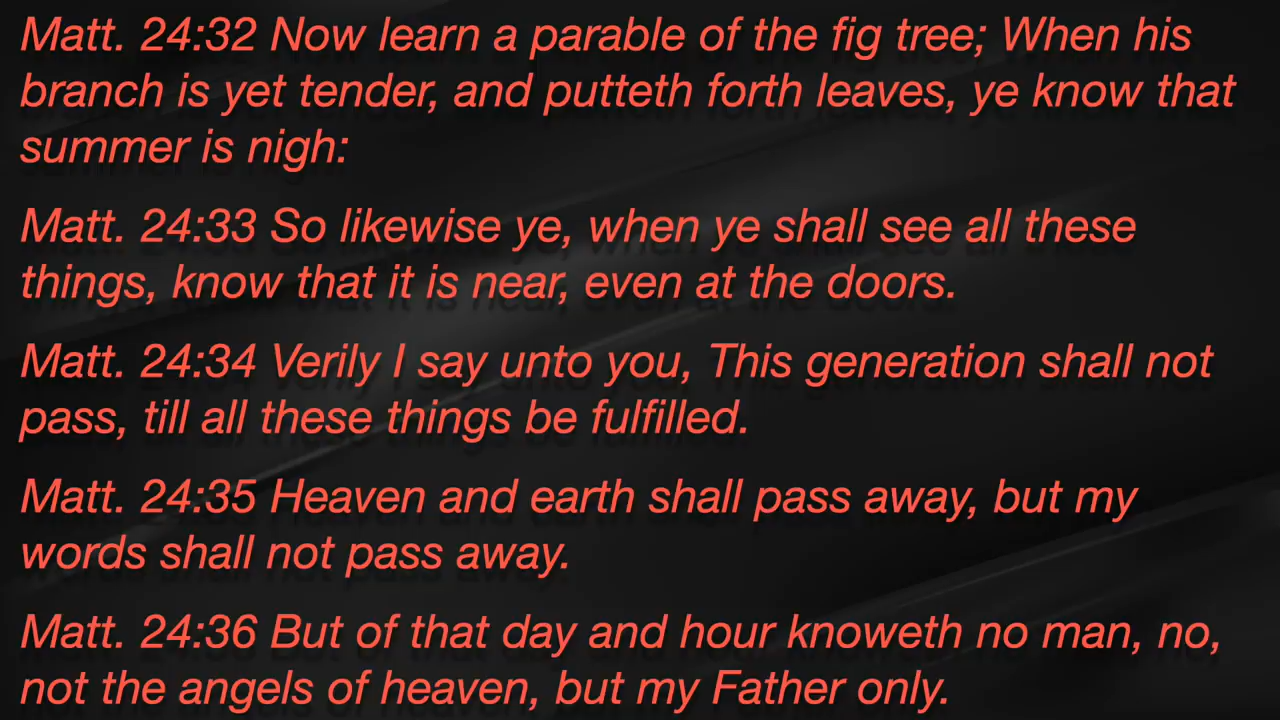 Matt. 24:32 Now learn a parable of the fig tree; When his
branch is yet tender, and putteth forth leaves, ye know that
summer is nigh:
Matt. 24:33 So likewise ye, when ye shall see all these
things, know that it is near, even at the doors.
Matt. 24:34 Verily I say unto you, This generation shall not
pass, till all these things be fulfilled.
Matt. 24:35 Heaven and earth shall pass away, but my
words shall not pass away.
Matt. 24:36 But of that day and hour knoweth no man, no,
not the angels of heaven, but my Father only.